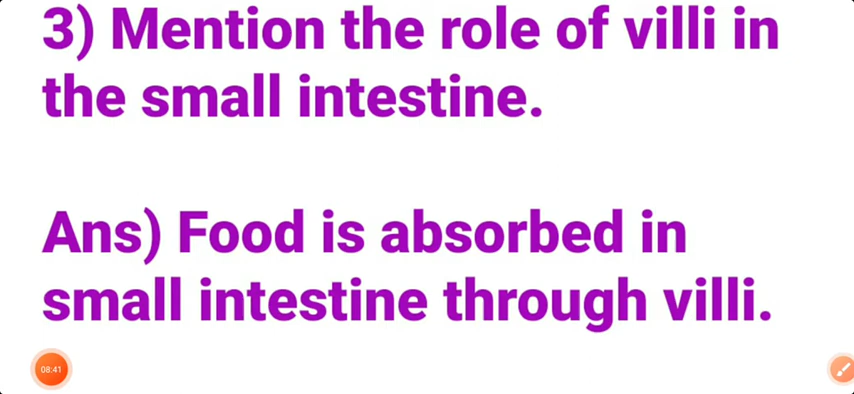 3) Mention the role of villi in
the small intestine.
Ans) Food is absorbed in
small intestine through villi.
08:41